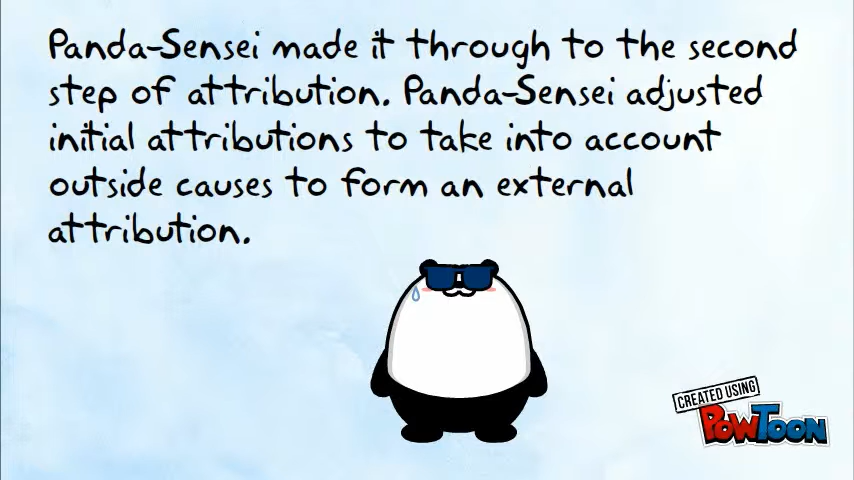 Panda-Sensei made it through to the second
step of attribution. Panda-Sensei adjusted
initial attributions to take into account
outside causes to form an external
attribution.
CREATED USING
POWTOON